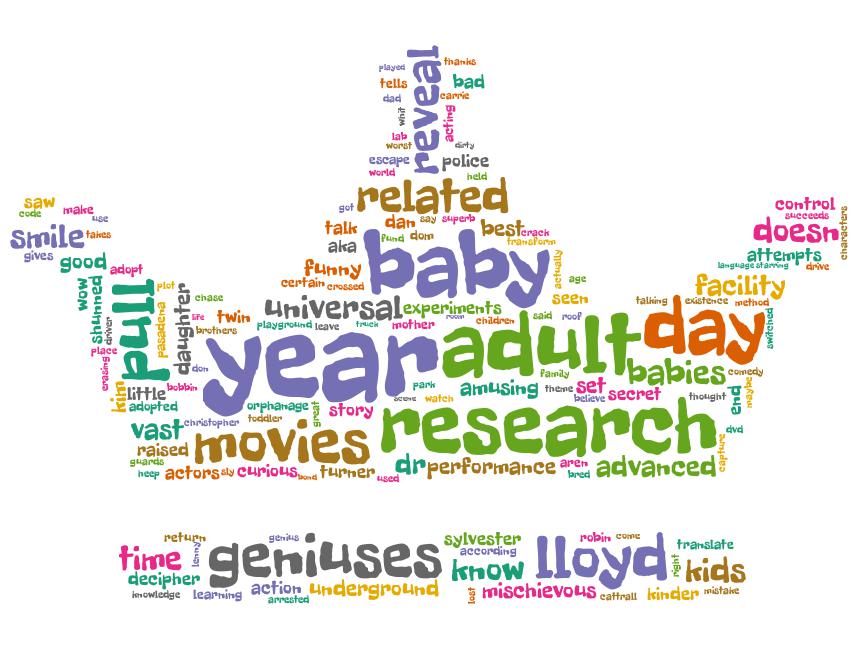 played
thanks
reveal
tells
bad
dad
carrie
whit
acting
lab
worst
dirty
escape
police
world
held
related
got
saw
code
make
use
smile
takes
gives
good
adopt
control
succeeds
doesn
characters
attempts
language
starring
drive
talk
dan
say
superb
best
crack
aka
fund
dom
transform
baby
actually
funny
certain
crossed
age
seen
facility
talking
existence
method
switched
wow
shunned
driver
null
plot
pasadena
daughter
chase
life
twin
brothers
universal
experiments
playground
leave
truck
mother
room
children
said
roof
year
adult
day
place
erasing
kim
little
bobbin
don
adopted
park
family
babies
comedy
amusing
theme
set
secret
thought
end
maybe
scene
watch
believe
orphanage
great
story
christopher
toddler
vast
raised
guards
movies
research
dvd
capture
heep
actors
sly
curious
bond
turner
used
dr
performance
aren
bred
advanced
return
genius
sylvester
robin
come
time
lenny
geniuses
according
lloyd
translate
decipher
know
right
kids
knowledge
learning
action
arrested
underground
lost
mischievous
cattrall
kinder
mistake